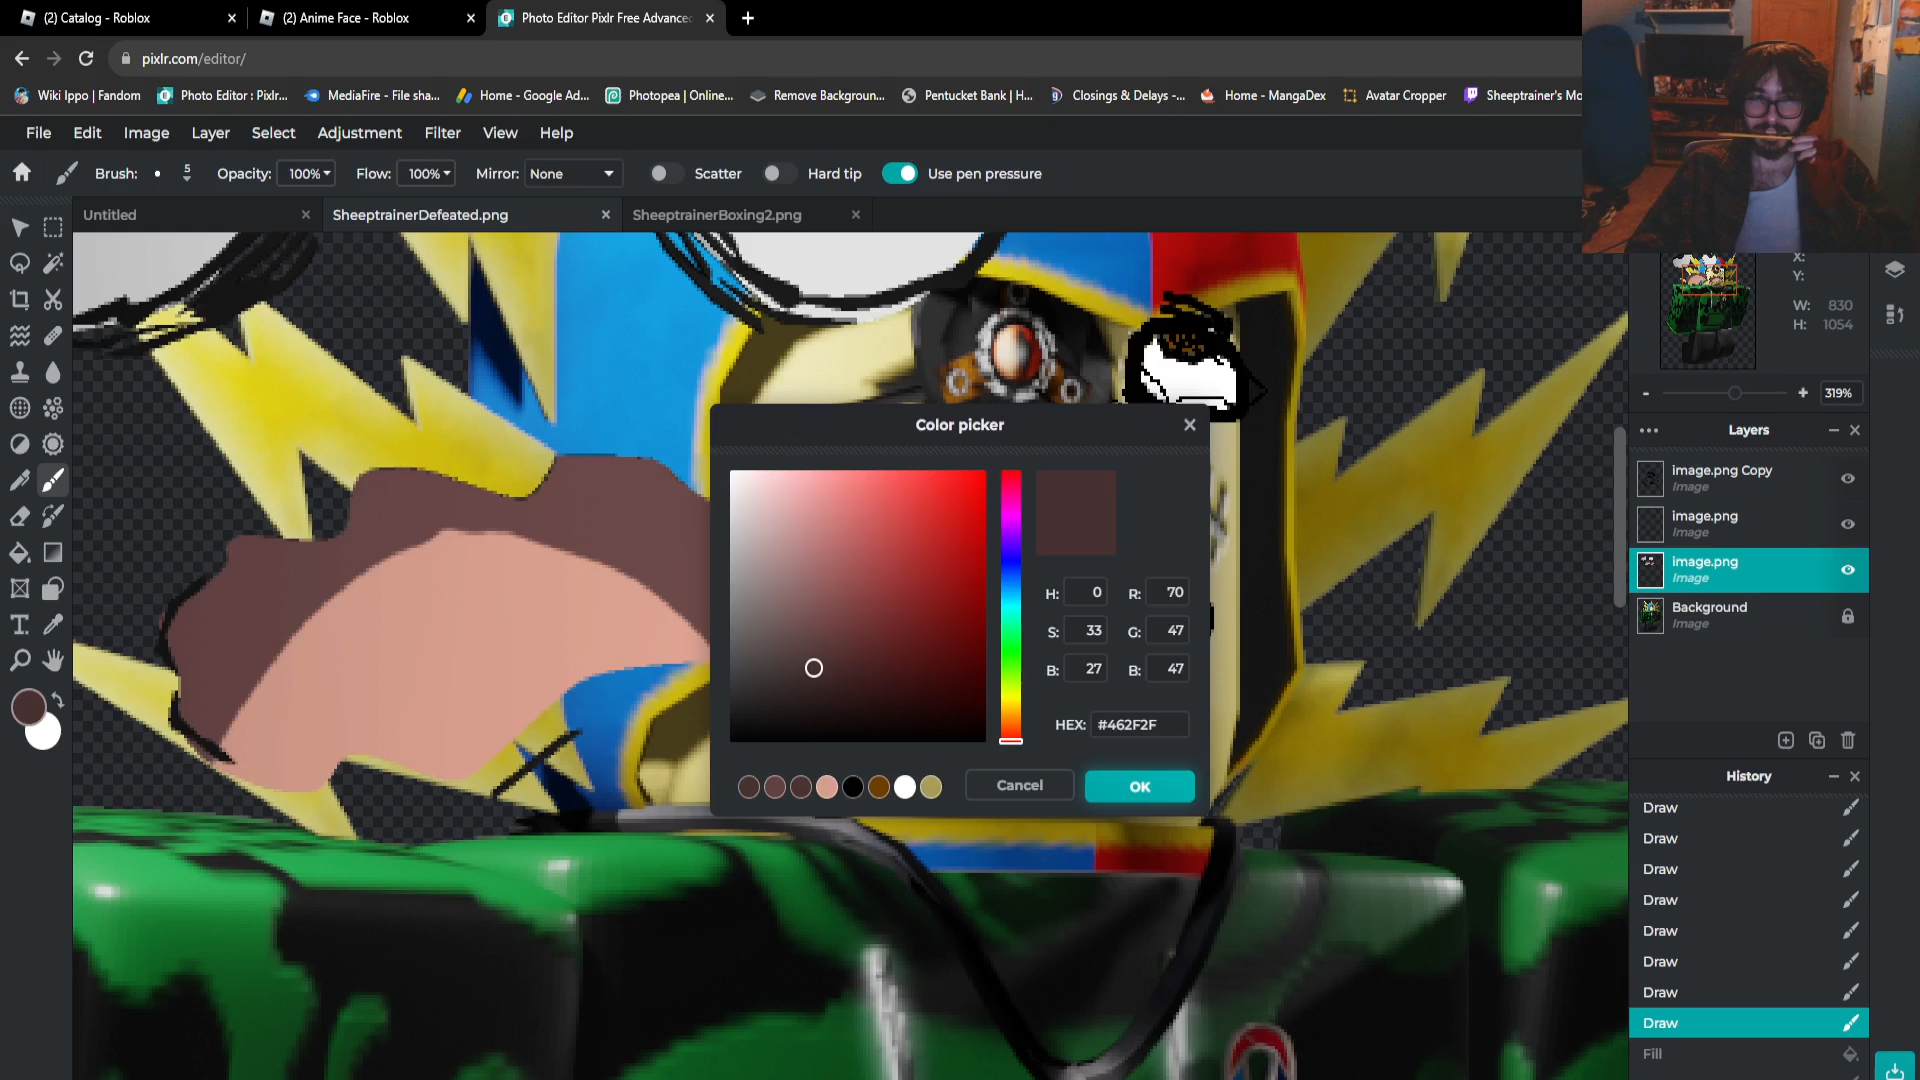 (2) Catalog - Roblox
(2) Anime Face - Roblox
Photo Editor Pixlr Free Advance
pixlr.com/editor/
Wiki Ippo | Fandom
Photo Editor : Pixlr...
MediaFire - File sha...
Home - Google Ad...
Photopea | Online...
Remove Backgroun...
Pentucket Bank | H...
Closings & Delays -...
Home - MangaDex
Avatar Cropper
Sheeptrainer's Mo
File Edit Image Layer Select Adjustment Filter View Help
Brush: 5 Opacity: 100% Flow: 100% Mirror: None Scatter Hard tip Use pen pressure
Untitled
SheeptrainerDefeated.png
SheeptrainerBoxing2.png
X:
Y:
W: 830
H: 1054
319%
Layers
image.png Copy
Image
image.png
Image
image.png
Image
Background
Image
History
Draw
Draw
Draw
Draw
Draw
Draw
Draw
Draw
Fill
Color picker
H: 0 R: 70
S: 33 G: 47
B: 27 B: 47
HEX: #462F2F
Cancel OK